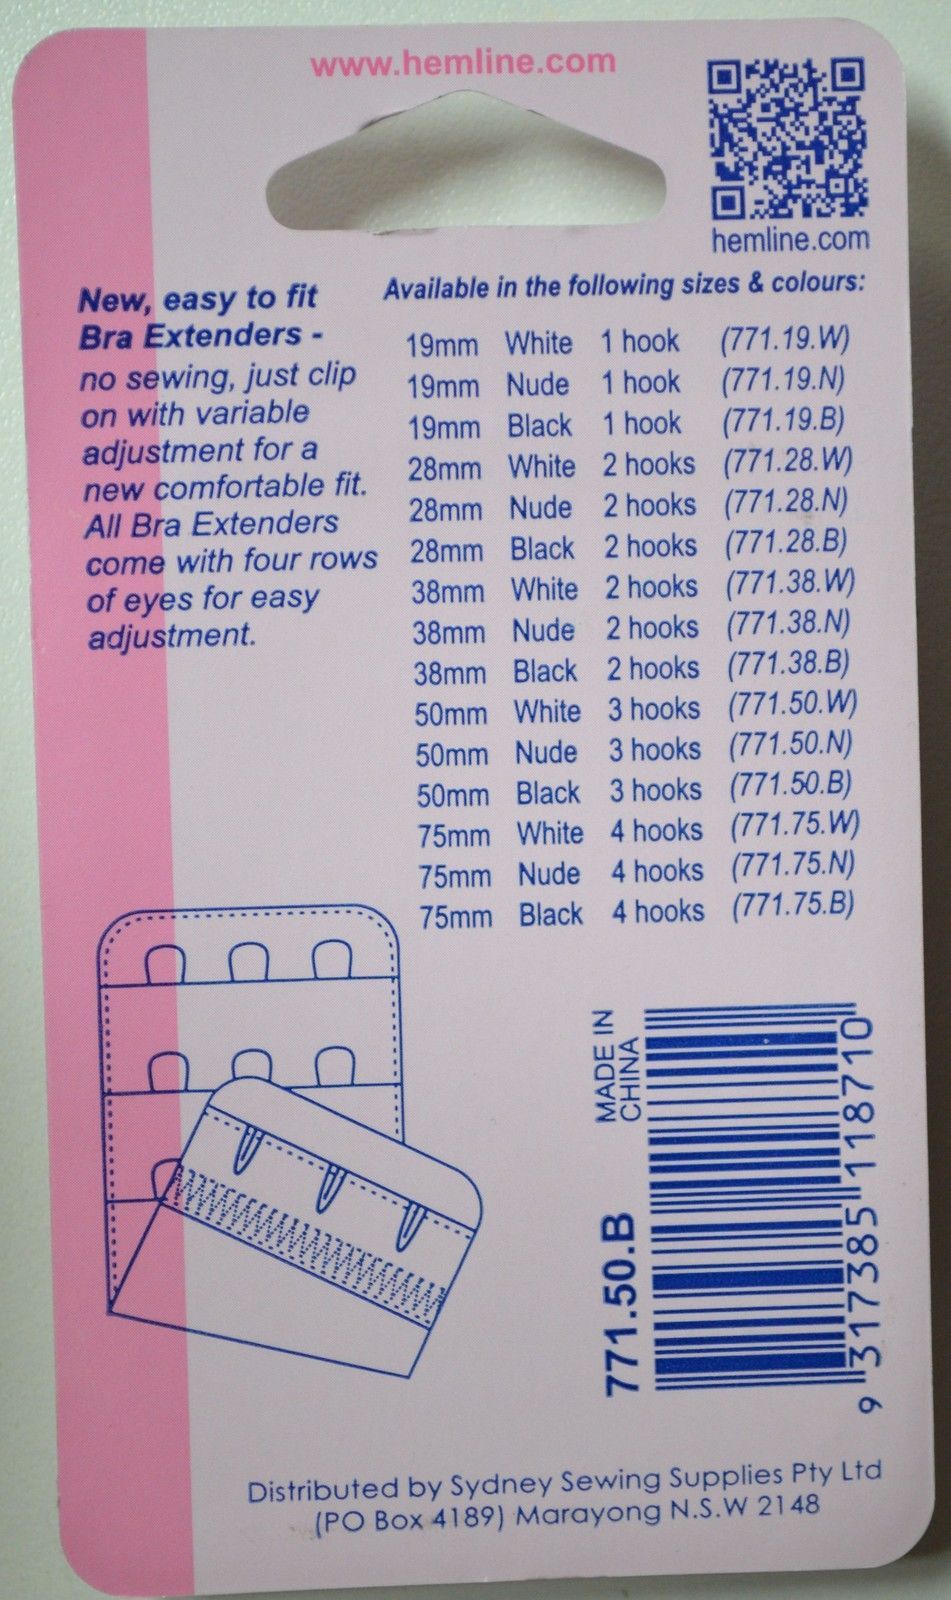 www.hemline.com
hemline.com
New, easy to fit
Bra Extenders -
no sewing, just clip
on with variable
adjustment for a
new comfortable fit.
All Bra Extenders
come with four rows
of eyes for easy
adjustment.
Available in the following sizes & colours:
19mm White 1 hook (771.19.W)
19mm Nude 1 hook (771.19.N)
19mm Black 1 hook (771.19.B)
28mm White 2 hooks (771.28.W)
28mm Nude 2 hooks (771.28.N)
28mm Black 2 hooks (771.28.B)
38mm White 2 hooks (771.38.W)
38mm Nude 2 hooks (771.38.N)
38mm Black 2 hooks (771.38.B)
50mm White 3 hooks (771.50.W)
50mm Nude 3 hooks (771.50.N)
50mm Black 3 hooks (771.50.B)
75mm White 4 hooks (771.75.W)
75mm Nude 4 hooks (771.75.N)
75mm Black 4 hooks (771.75.B)
MADE IN
CHINA
771.50.B
9 317385 118710
Distributed by Sydney Sewing Supplies Pty Ltd
(PO Box 4189) Marayong N.S.W 2148